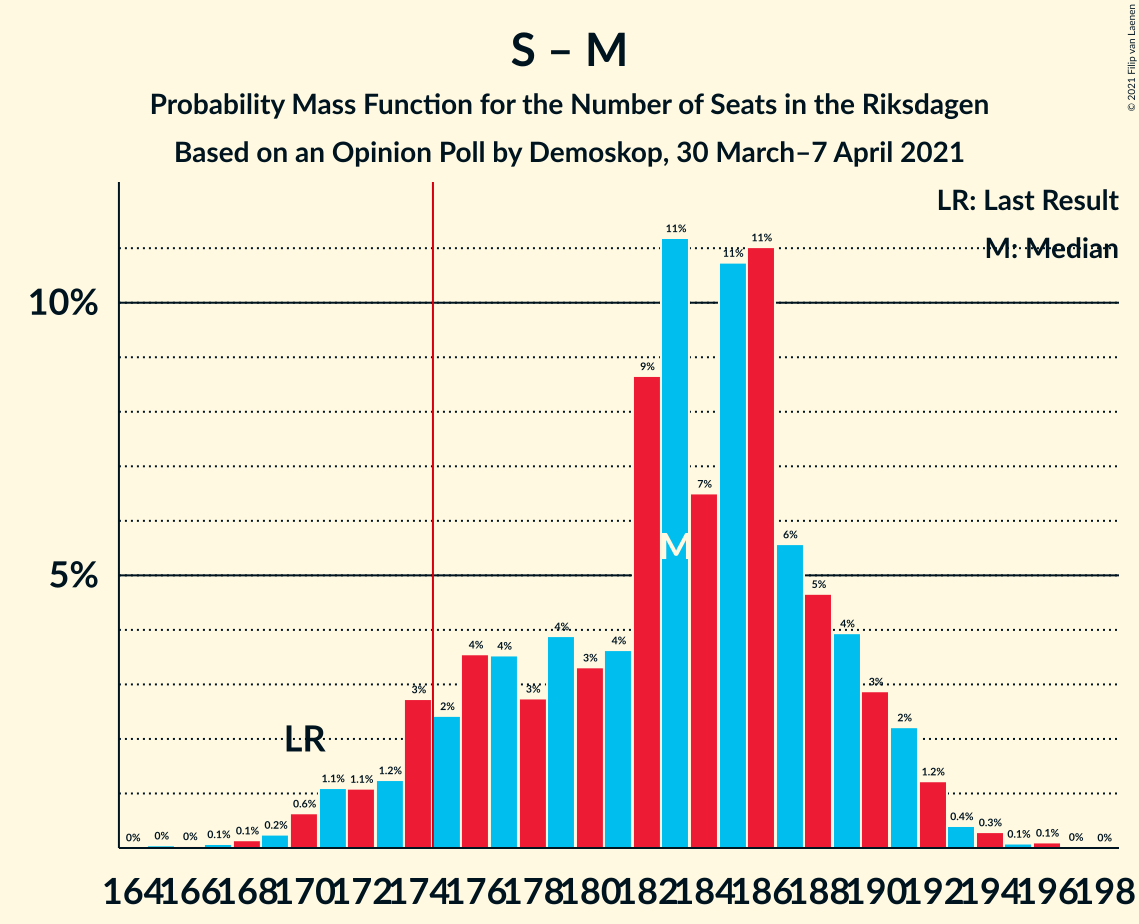 S – M
Probability Mass Function for the Number of Seats in the Riksdagen
Based on an Opinion Poll by Demoskop, 30 March–7 April 2021
© 2021 Filip van Laenen
LR: Last Result
M: Median
10%
5%
0% 0% 0% 0.1% 0.1% 0.2% 0.6% 1.1% 1.1% 1.2% 3% 2% 4% 4% 3% 4% 3% 4% 9% 11% 7% 11% 11% 6% 5% 4% 3% 2% 1.2% 0.4% 0.3% 0.1% 0.1% 0% 0%
LR
M
164 166 168 170 172 174 176 178 180 182 184 186 188 190 192 194 196 198